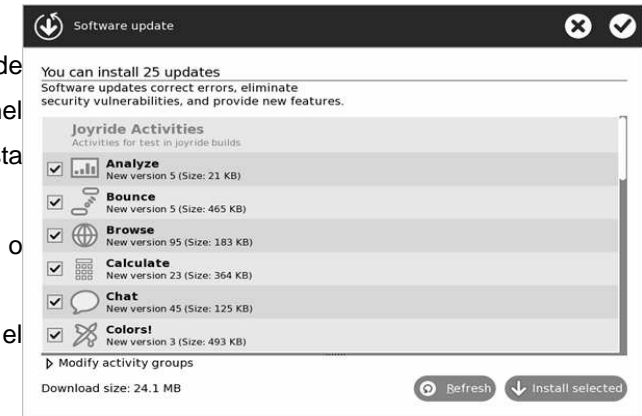 Software update
de
You can install 25 updates
Software updates correct errors, eliminate
nel
security vulnerabilities, and provide new features.
Joyride Activities
Activities for test in joyride builds
sta
Analyze
New version 5 (Size: 21 KB)
Bounce
New version 5 (Size: 465 KB)
Browse
o
New version 95 (Size: 183 KB)
Calculate
New version 23 (Size: 364 KB)
Chat
New version 45 (Size: 125 KB)
Colors!
el
New version 3 (Size: 493 KB)
Modify activity groups
Download size: 24.1 MB
Refresh
Install selected